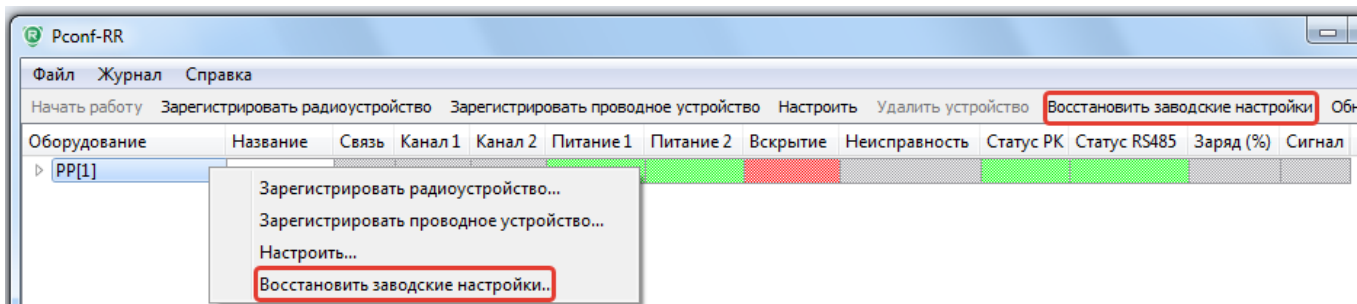 Pconf-RR
Файл Журнал Справка
Начать работу Зарегистрировать радиоустройство Зарегистрировать проводное устройство Настроить Удалить устройство Восстановить заводские настройки Обн
Оборудование Название Связь Канал 1 Канал 2 Питание 1 Питание 2 Вскрытие Неисправность Статус РК Статус RS485 Заряд (%) Сигнал
РР[1]
Зарегистрировать радиоустройство...
Зарегистрировать проводное устройство...
Настроить...
Восстановить заводские настройки..